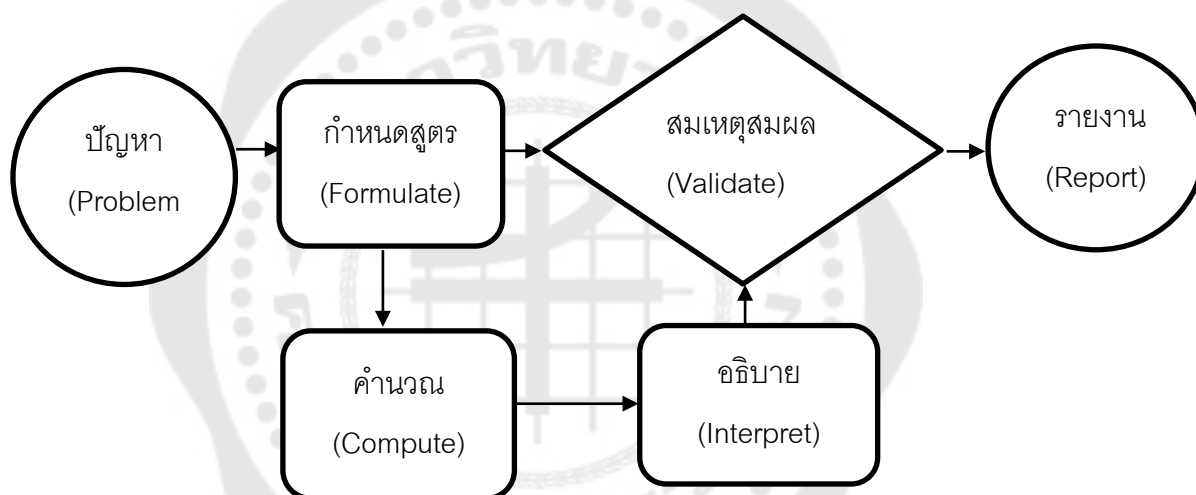 ปัญหา
(Problem
กำหนดสูตร
(Formulate)
สมเหตุสมผล
(Validate)
รายงาน
(Report)
คำนวณ
(Compute)
อธิบาย
(Interpret)